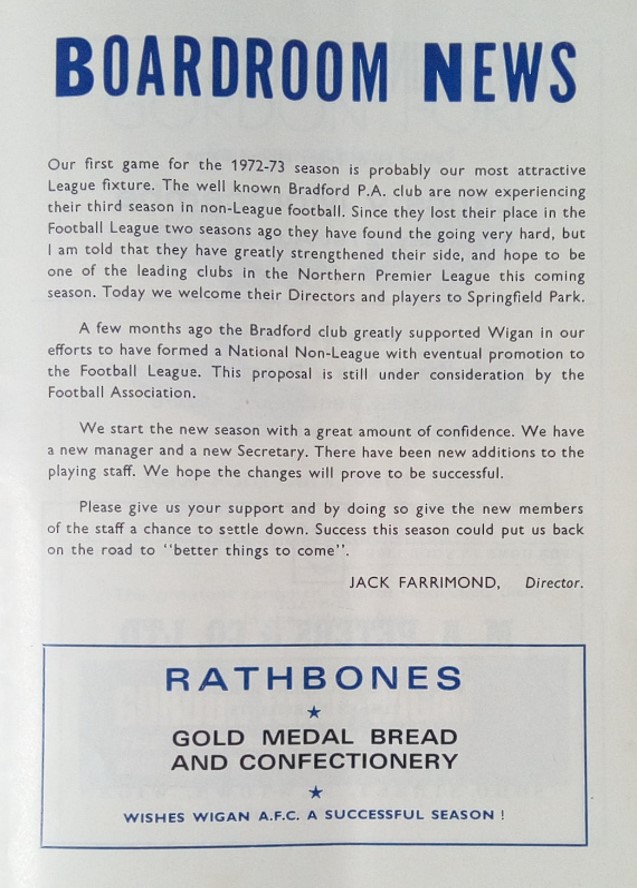 BOARDROOM NEWS
Our first game for the 1972-73 season is probably our most attractive
League fixture. The well known Bradford P.A. club are now experiencing
their third season in non-League football. Since they lost their place in the
Football League two seasons ago they have found the going very hard, but
I am told that they have greatly strengthened their side, and hope to be
one of the leading clubs in the Northern Premier League this coming
season. Today we welcome their Directors and players to Springfield Park.
A few months ago the Bradford club greatly supported Wigan in our
efforts to have formed a National Non-League with eventual promotion to
the Football League. This proposal is still under consideration by the
Football Association.
We start the new season with a great amount of confidence. We have
a new manager and a new Secretary. There have been new additions to the
playing staff. We hope the changes will prove to be successful.
Please give us your support and by doing so give the new members
of the staff a chance to settle down. Success this season could put us back
on the road to "better things to come".
JACK FARRIMOND, Director.
RATHBONES
★
GOLD MEDAL BREAD
AND CONFECTIONERY
★
WISHES WIGAN A.F.C. A SUCCESSFUL SEASON !